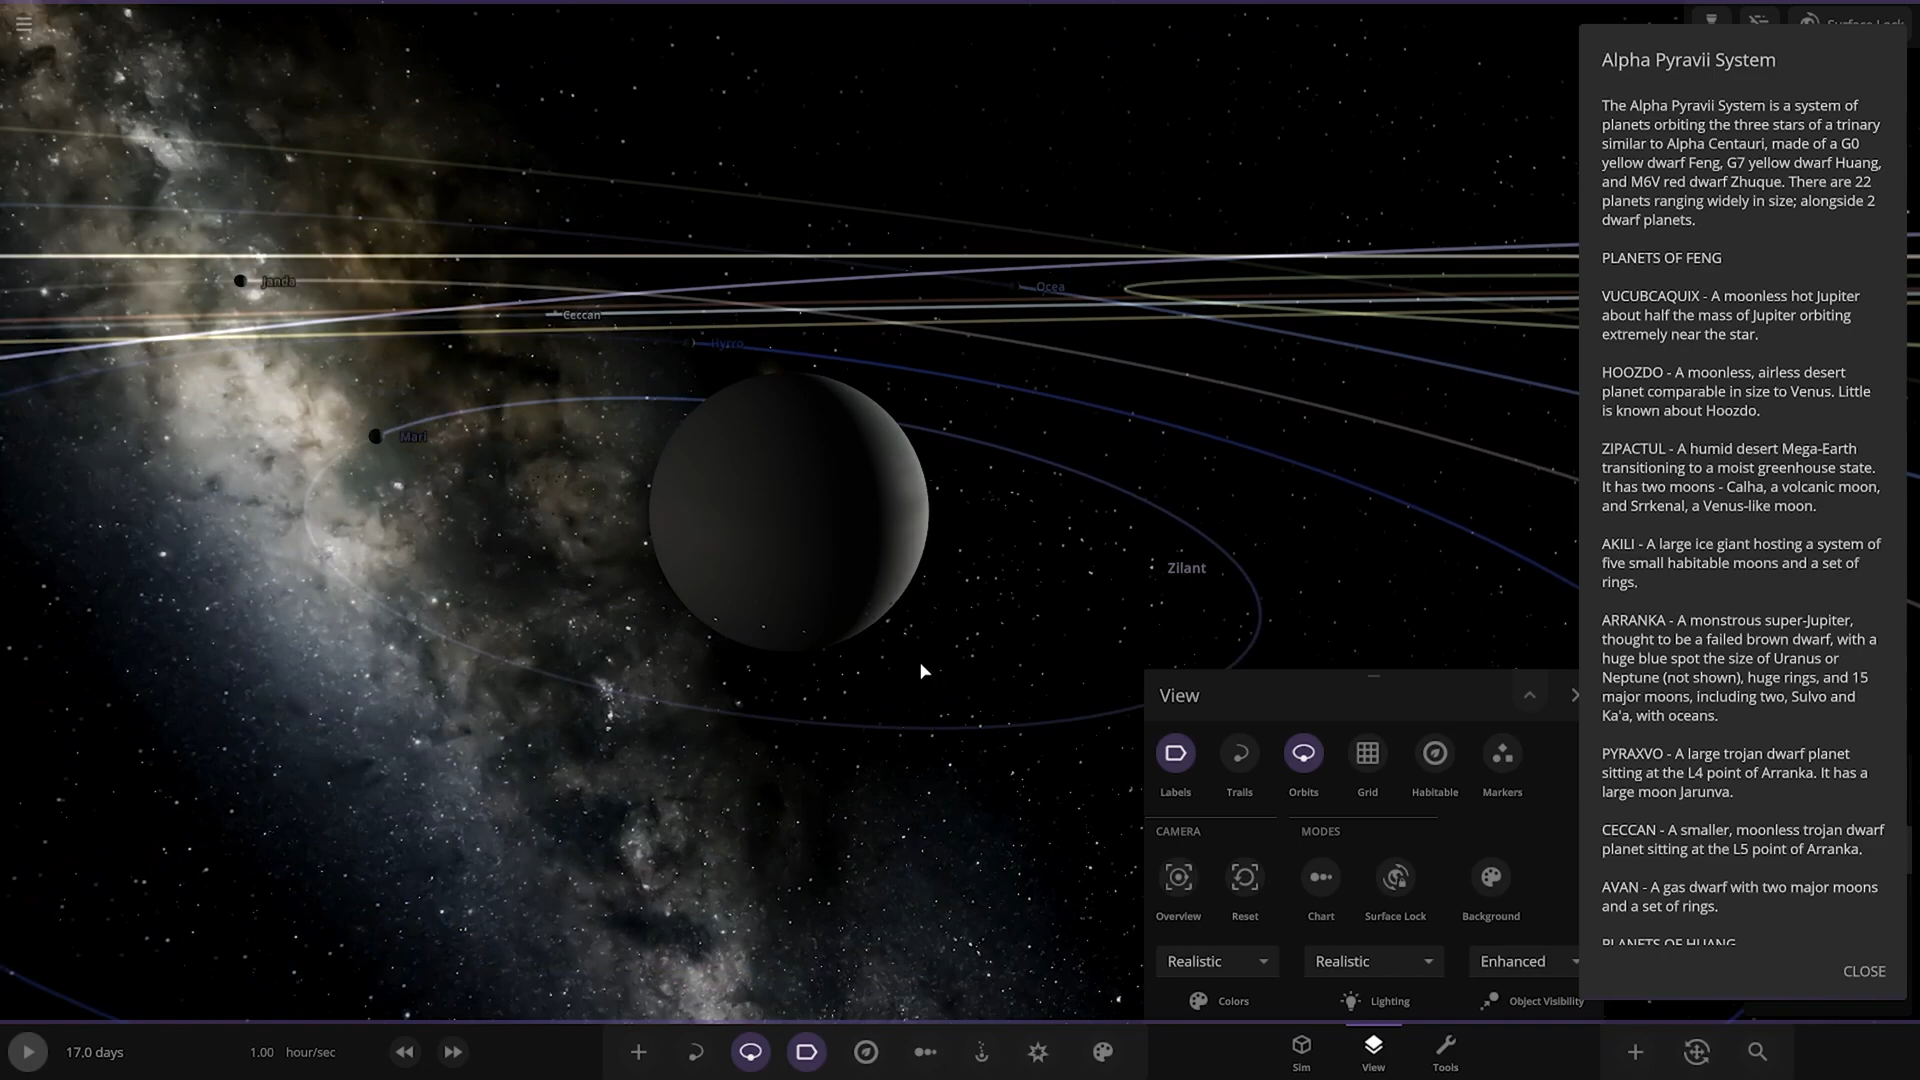 Surface Lock
Alpha Pyravii System
The Alpha Pyravii System is a system of
planets orbiting the three stars of a trinary
similar to Alpha Centauri, made of a G0
yellow dwarf Feng, G7 yellow dwarf Huang,
and M6V red dwarf Zhuque. There are 22
planets ranging widely in size; alongside 2
dwarf planets.
PLANETS OF FENG
VUCUBCAQUIX - A moonless hot Jupiter
about half the mass of Jupiter orbiting
extremely near the star.
HOOZDO - A moonless, airless desert
planet comparable in size to Venus. Little
is known about Hoozdo.
ZIPACTUL - A humid desert Mega-Earth
transitioning to a moist greenhouse state.
It has two moons - Calha, a volcanic moon,
and Srrkenal, a Venus-like moon.
AKILI - A large ice giant hosting a system of
five small habitable moons and a set of
rings.
ARRANKA - A monstrous super-Jupiter,
thought to be a failed brown dwarf, with a
huge blue spot the size of Uranus or
Neptune (not shown), huge rings, and 15
major moons, including two, Sulvo and
Ka'a, with oceans.
PYRAXVO - A large trojan dwarf planet
sitting at the L4 point of Arranka. It has a
large moon Jarunva.
CECCAN - A smaller, moonless trojan dwarf
planet sitting at the L5 point of Arranka.
AVAN - A gas dwarf with two major moons
and a set of rings.
PLANETS OF HUANG
CLOSE
Janda
Ocea
Ceccan
Hyrro
Mari
Zilant
View
Labels
Trails
Orbits
Grid
Habitable
Markers
CAMERA
MODES
Overview
Reset
Chart
Surface Lock
Background
Realistic
Realistic
Enhanced
Colors
Lighting
Object Visibility
17.0 days
1.00 hour/sec
Sim
View
Tools